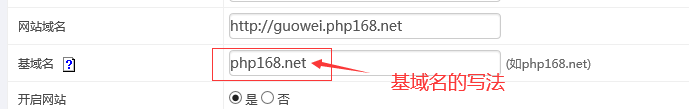 网站域名 http://guowei.php168.net
基域名 ? php168.net (如php168.net)
基域名的写法
开启网站 是 否